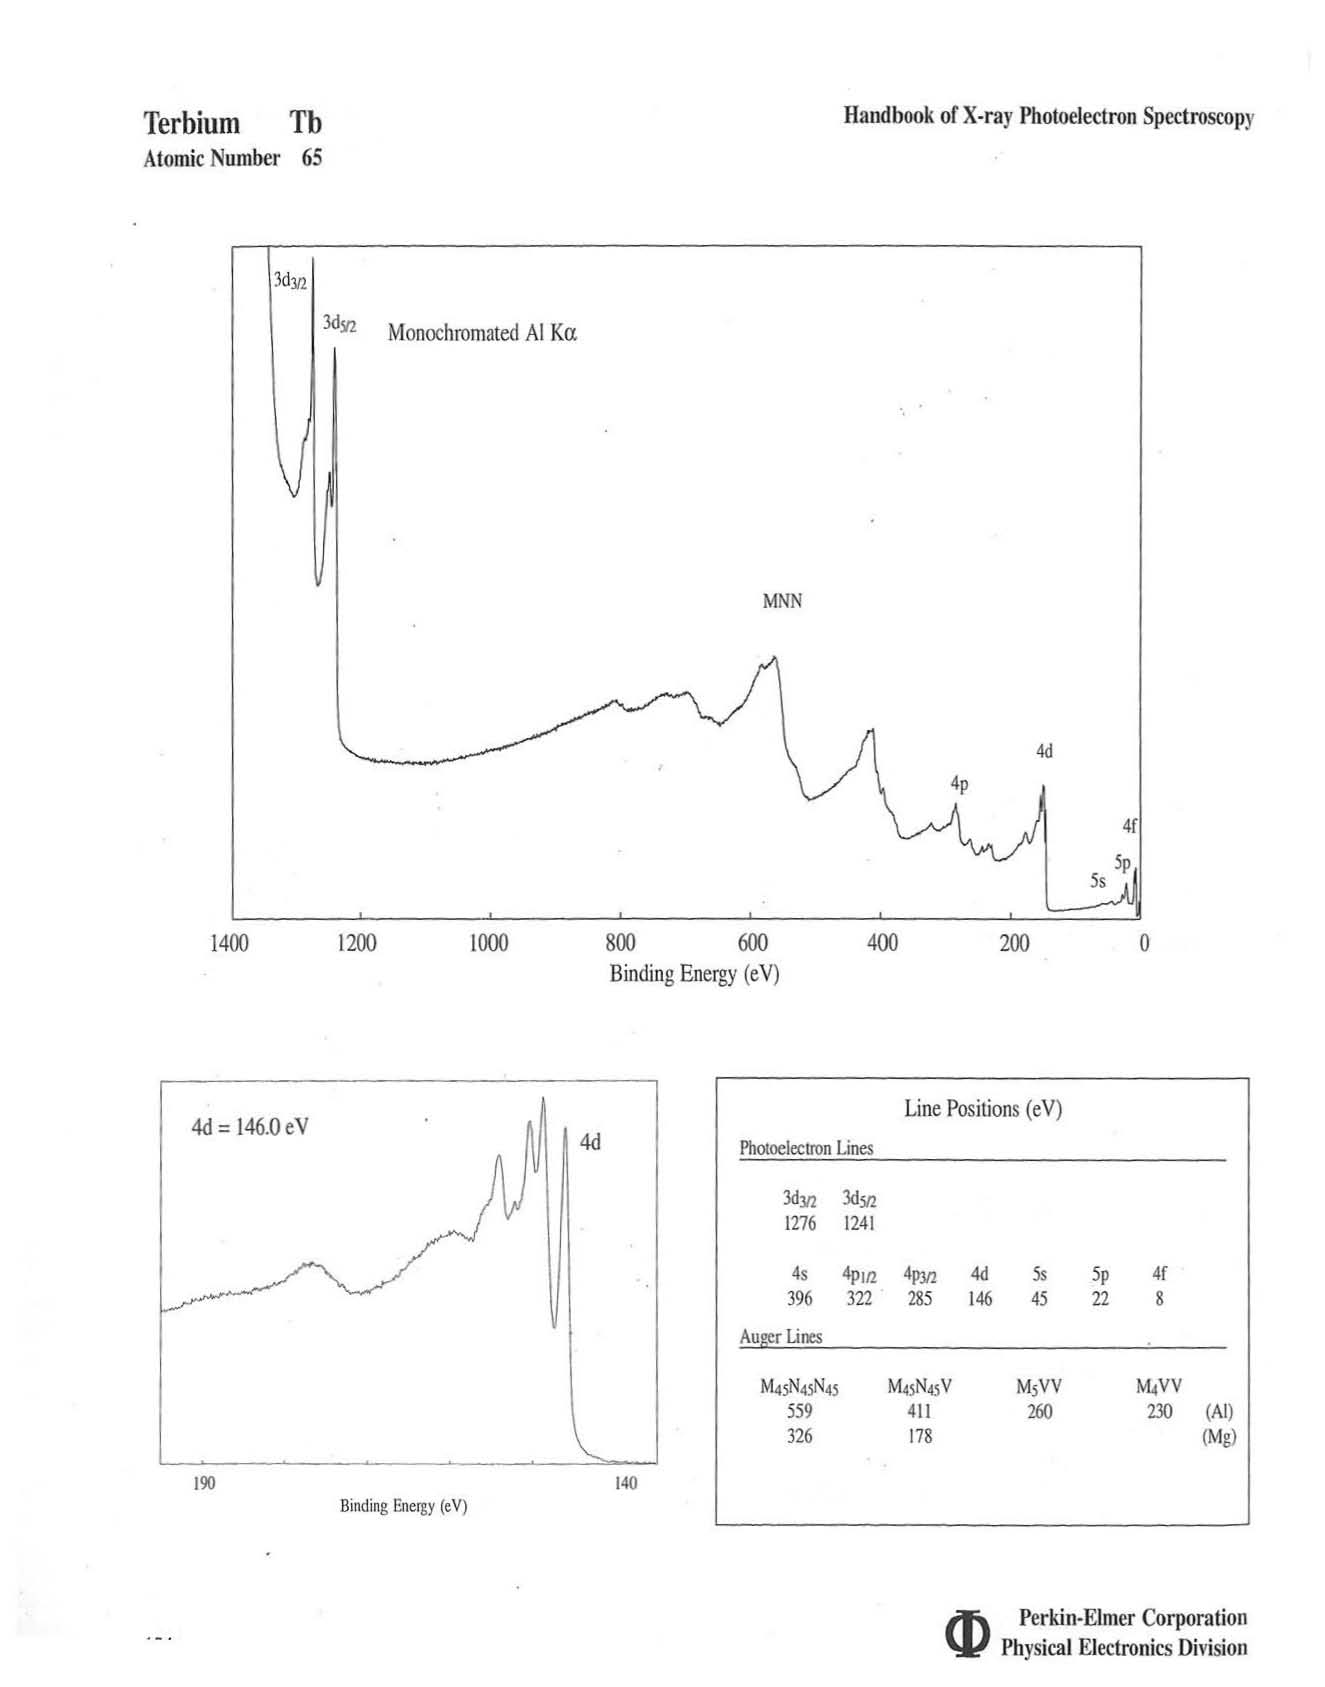 Terbium Tb
Handbook of X-ray Photoelectron Spectroscopy
Atomic Number 65
3d3/2
3d5/2
Monochromated Al Kα
MNN
4d
4p
4f
5p
5s
1400 1200 1000 800 600 400 200 0
Binding Energy (eV)
4d = 146.0 eV
4d
190 140
Binding Energy (eV)
Line Positions (eV)
Photoelectron Lines
3d3/2 3d5/2
1276 1241
4s 4p1/2 4p3/2 4d 5s 5p 4f
396 322 285 146 45 22 8
Auger Lines
M45N45N45 M45N45V M5VV M4VV
559 411 260 230 (Al)
326 178 (Mg)
Perkin-Elmer Corporation
Physical Electronics Division